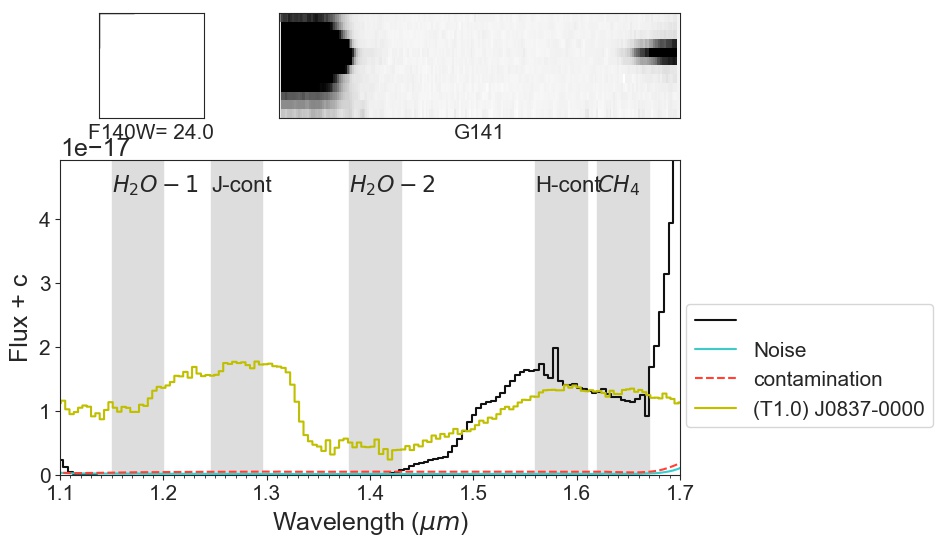 F140W= 24.0
G141
1e−17
H₂O − 1 J-cont H₂O − 2 H-cont CH₄
4
3
2
1
0
Flux + c
1.1 1.2 1.3 1.4 1.5 1.6 1.7
Wavelength (μm)
Noise
contamination
(T1.0) J0837-0000